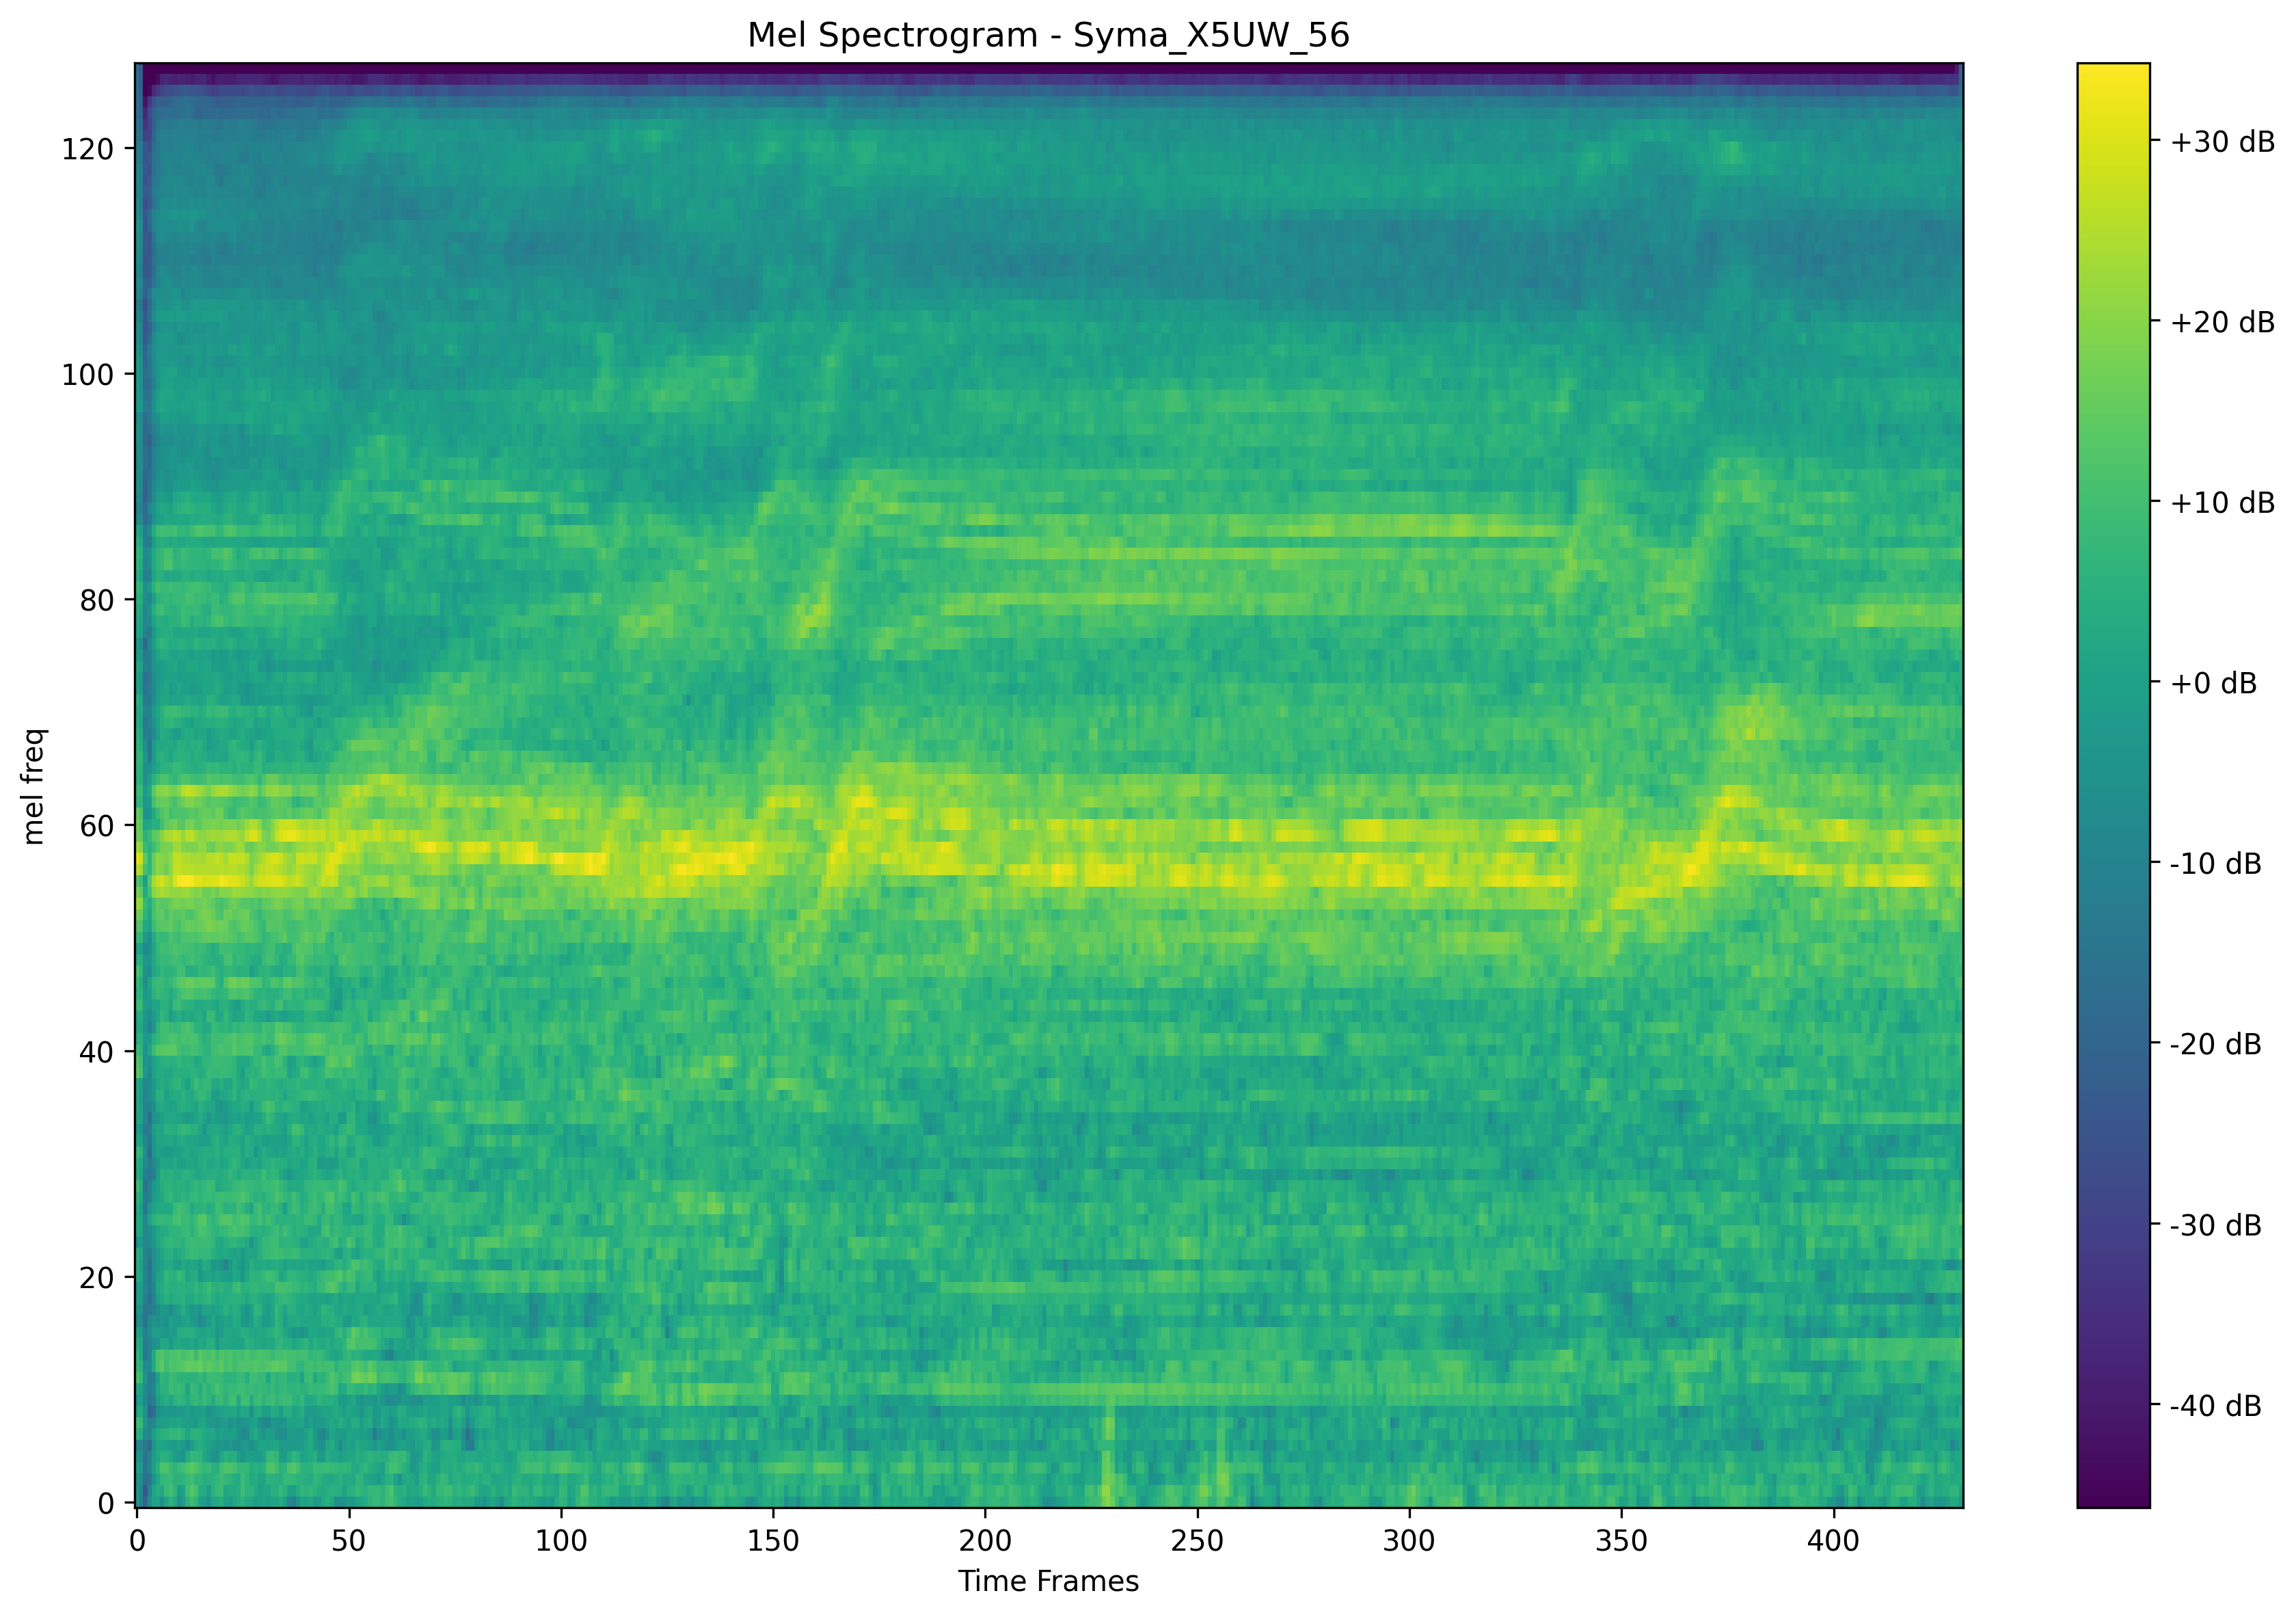 Mel Spectrogram - Syma_X5UW_56
mel freq
120
100
80
60
40
20
0
0 50 100 150 200 250 300 350 400
Time Frames
+30 dB
+20 dB
+10 dB
+0 dB
-10 dB
-20 dB
-30 dB
-40 dB